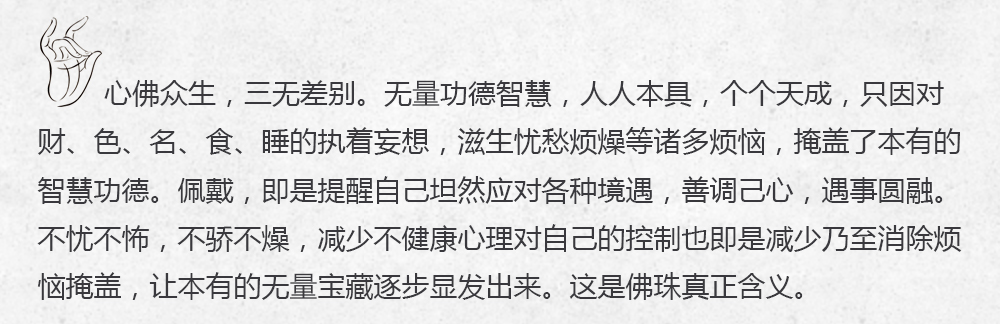 心佛众生，三无差别。无量功德智慧，人人本具，个个天成，只因对
财、色、名、食、睡的执着妄想，滋生忧愁烦燥等诸多烦恼，掩盖了本有的
智慧功德。佩戴，即是提醒自己坦然应对各种境遇，善调己心，遇事圆融。
不忧不怖，不骄不燥，减少不健康心理对自己的控制也即是减少乃至消除烦
恼掩盖，让本有的无量宝藏逐步显发出来。这是佛珠真正含义。